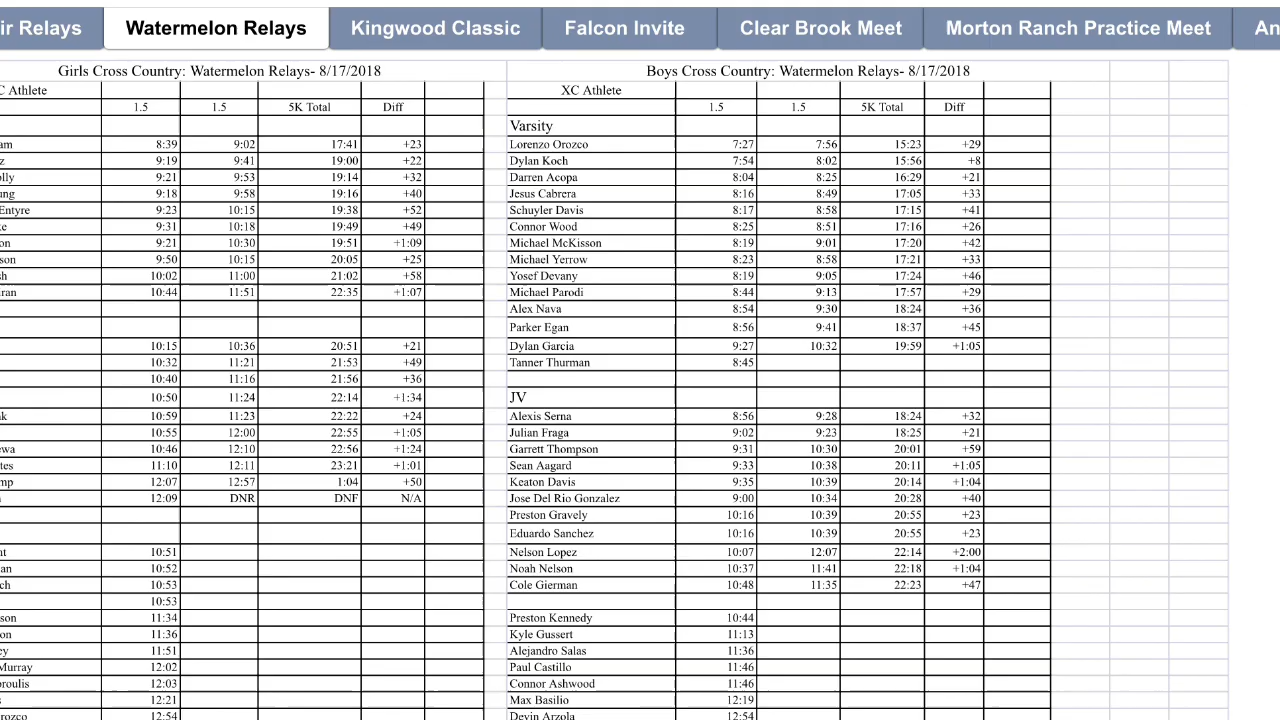 ir Relays Watermelon Relays Kingwood Classic Falcon Invite Clear Brook Meet Morton Ranch Practice Meet An
Girls Cross Country: Watermelon Relays- 8/17/2018 Boys Cross Country: Watermelon Relays- 8/17/2018
C Athlete XC Athlete
1.5 1.5 5K Total Diff 1.5 1.5 5K Total Diff
Varsity
am 8:39 9:02 17:41 +23 Lorenzo Orozco 7:27 7:56 15:23 +29
z 9:19 9:41 19:00 +22 Dylan Koch 7:54 8:02 15:56 +8
olly 9:21 9:53 19:14 +32 Darren Acopa 8:04 8:25 16:29 +21
ung 9:18 9:58 19:16 +40 Jesus Cabrera 8:16 8:49 17:05 +33
Entyre 9:23 10:15 19:38 +52 Schuyler Davis 8:17 8:58 17:15 +41
ke 9:31 10:18 19:49 +49 Connor Wood 8:25 8:51 17:16 +26
on 9:21 10:30 19:51 +1:09 Michael McKisson 8:19 9:01 17:20 +42
son 9:50 10:15 20:05 +25 Michael Yerrow 8:23 8:58 17:21 +33
sh 10:02 11:00 21:02 +58 Yosef Devany 8:19 9:05 17:24 +46
iran 10:44 11:51 22:35 +1:07 Michael Parodi 8:44 9:13 17:57 +29
Alex Nava 8:54 9:30 18:24 +36
Parker Egan 8:56 9:41 18:37 +45
10:15 10:36 20:51 +21 Dylan Garcia 9:27 10:32 19:59 +1:05
10:32 11:21 21:53 +49 Tanner Thurman 8:45
10:40 11:16 21:56 +36
10:50 11:24 22:14 +1:34 JV
ak 10:59 11:23 22:22 +24 Alexis Serna 8:56 9:28 18:24 +32
10:55 12:00 22:55 +1:05 Julian Fraga 9:02 9:23 18:25 +21
ewa 10:46 12:10 22:56 +1:24 Garrett Thompson 9:31 10:30 20:01 +59
tes 11:10 12:11 23:21 +1:01 Sean Aagard 9:33 10:38 20:11 +1:05
mp 12:07 12:57 1:04 +50 Keaton Davis 9:35 10:39 20:14 +1:04
12:09 DNR DNF N/A Jose Del Rio Gonzalez 9:00 10:34 20:28 +40
Preston Gravely 10:16 10:39 20:55 +23
Eduardo Sanchez 10:16 10:39 20:55 +23
nt 10:51 Nelson Lopez 10:07 12:07 22:14 +2:00
an 10:52 Noah Nelson 10:37 11:41 22:18 +1:04
ch 10:53 Cole Gierman 10:48 11:35 22:23 +47
10:53
son 11:34 Preston Kennedy 10:44
on 11:36 Kyle Gussert 11:13
ey 11:51 Alejandro Salas 11:36
Murray 12:02 Paul Castillo 11:46
proulis 12:03 Connor Ashwood 11:46
s 12:21 Max Basilio 12:19
rozco 12:54 Devin Arzola 12:54